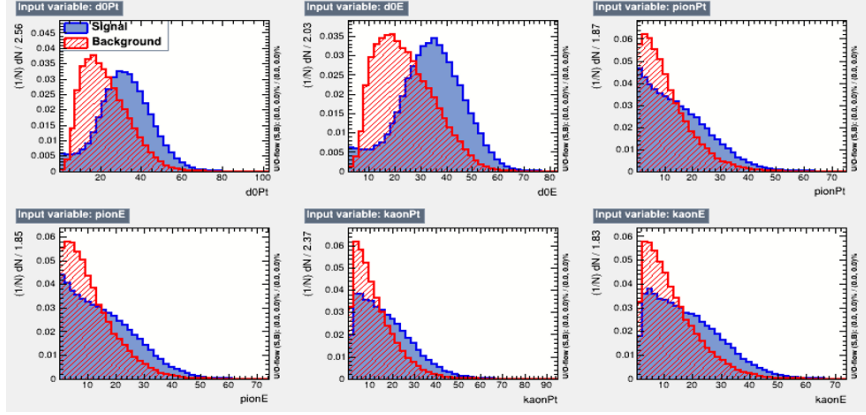 Input variable: d0Pt
(1/N) dN / 2.56
0.045
0.04
0.035
0.03
0.025
0.02
0.015
0.01
0.005
0
Signal
Background
20 40 60 80 100
d0Pt
U/O-flow (S,B): (0.0, 0.0)% / (0.0, 0.0)%
Input variable: d0E
(1/N) dN / 2.03
0.035
0.03
0.025
0.02
0.015
0.01
0.005
0
10 20 30 40 50 60 70 80
d0E
U/O-flow (S,B): (0.0, 0.0)% / (0.0, 0.0)%
Input variable: pionPt
(1/N) dN / 1.87
0.06
0.05
0.04
0.03
0.02
0.01
0
10 20 30 40 50 60 70
pionPt
U/O-flow (S,B): (0.0, 0.0)% / (0.0, 0.0)%
Input variable: pionE
(1/N) dN / 1.85
0.06
0.05
0.04
0.03
0.02
0.01
0
10 20 30 40 50 60 70
pionE
U/O-flow (S,B): (0.0, 0.0)% / (0.0, 0.0)%
Input variable: kaonPt
(1/N) dN / 2.37
0.06
0.05
0.04
0.03
0.02
0.01
0
10 20 30 40 50 60 70 80 90
kaonPt
U/O-flow (S,B): (0.0, 0.0)% / (0.0, 0.0)%
Input variable: kaonE
(1/N) dN / 1.83
0.06
0.05
0.04
0.03
0.02
0.01
0
10 20 30 40 50 60 70
kaonE
U/O-flow (S,B): (0.0, 0.0)% / (0.0, 0.0)%